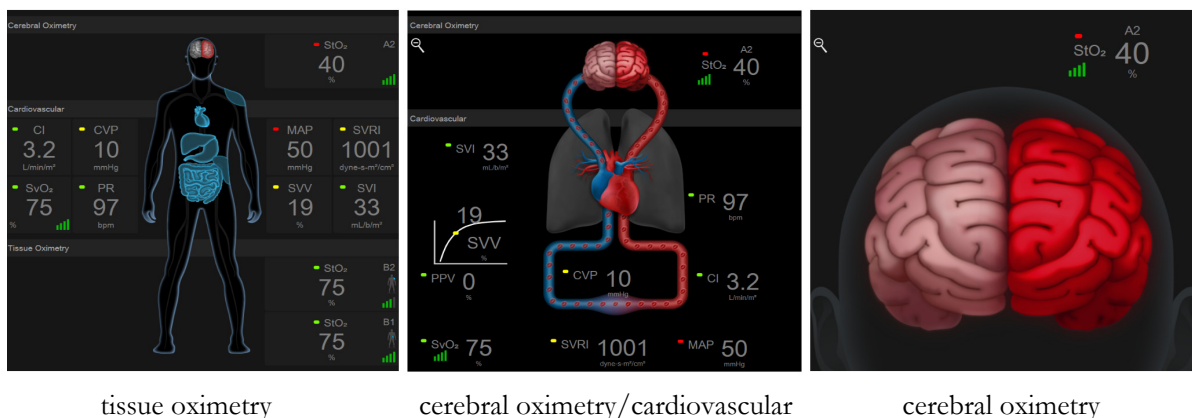 Cerebral Oximetry
StO₂ A2
40
%
Cardiovascular
CI CVP MAP SVRI
3.2 10 50 1001
L/min/m² mmHg mmHg dyne-s-m²/cm⁵
SvO₂ PR SVV SVI
75 97 19 33
% bpm % mL/b/m²
Tissue Oximetry
StO₂ B2
75
%
StO₂ B1
75
%
tissue oximetry
Cerebral Oximetry
A2
StO₂ 40
%
Cardiovascular
SVI 33
mL/b/m²
PR 97
bpm
19
SVV
%
PPV 0
%
CVP 10
mmHg
CI 3.2
L/min/m²
SvO₂ 75
%
SVRI 1001
dyne-s-m²/cm⁵
MAP 50
mmHg
cerebral oximetry/cardiovascular
A2
StO₂ 40
%
cerebral oximetry